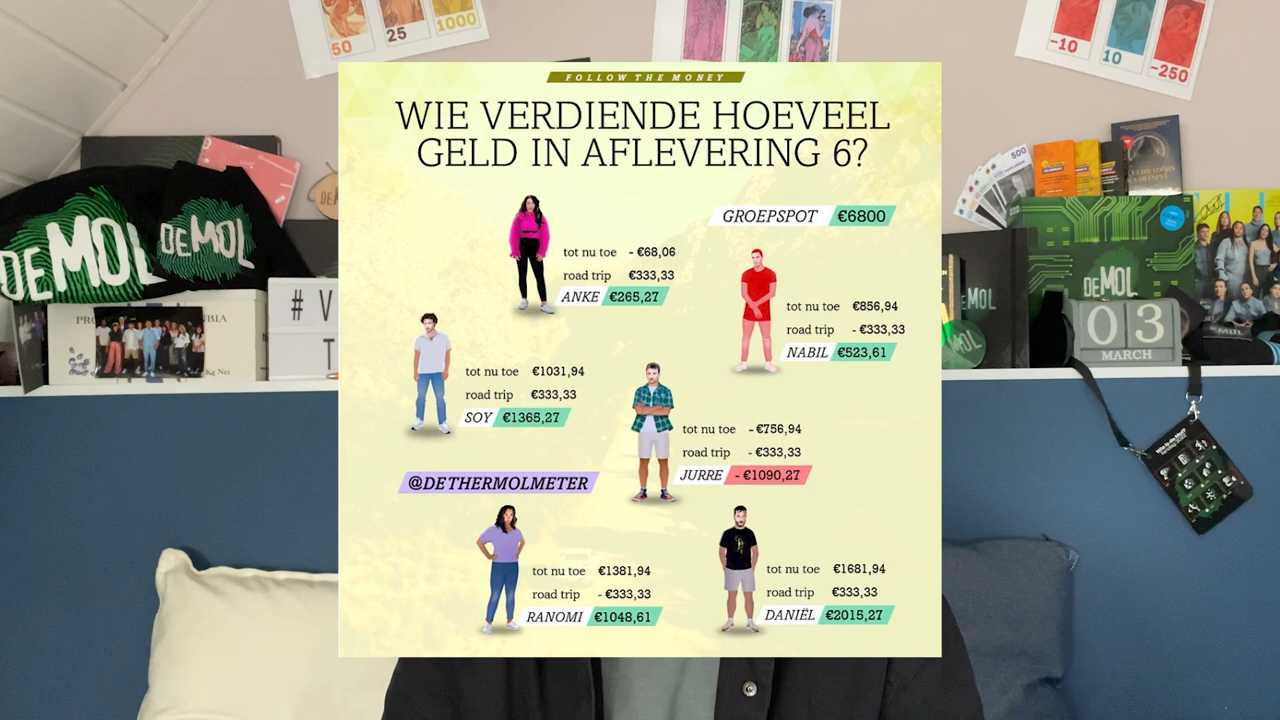 50
25
1000
-10
10
-250
FOLLOW THE MONEY
WIE VERDIENDE HOEVEEL
GELD IN AFLEVERING 6?
GROEPSPOT €6800
tot nu toe - €68,06
road trip €333,33
ANKE €265,27
tot nu toe €856,94
road trip - €333,33
NABIL €523,61
tot nu toe €1031,94
road trip €333,33
SOY €1365,27
tot nu toe - €756,94
road trip - €333,33
JURRE - €1090,27
@DETHERMOLMETER
tot nu toe €1381,94
road trip - €333,33
RANOMI €1048,61
tot nu toe €1681,94
road trip €333,33
DANIËL €2015,27
DE MOL
DE MOL
# V
T
500
DE MOL
MOL
03
MARCH